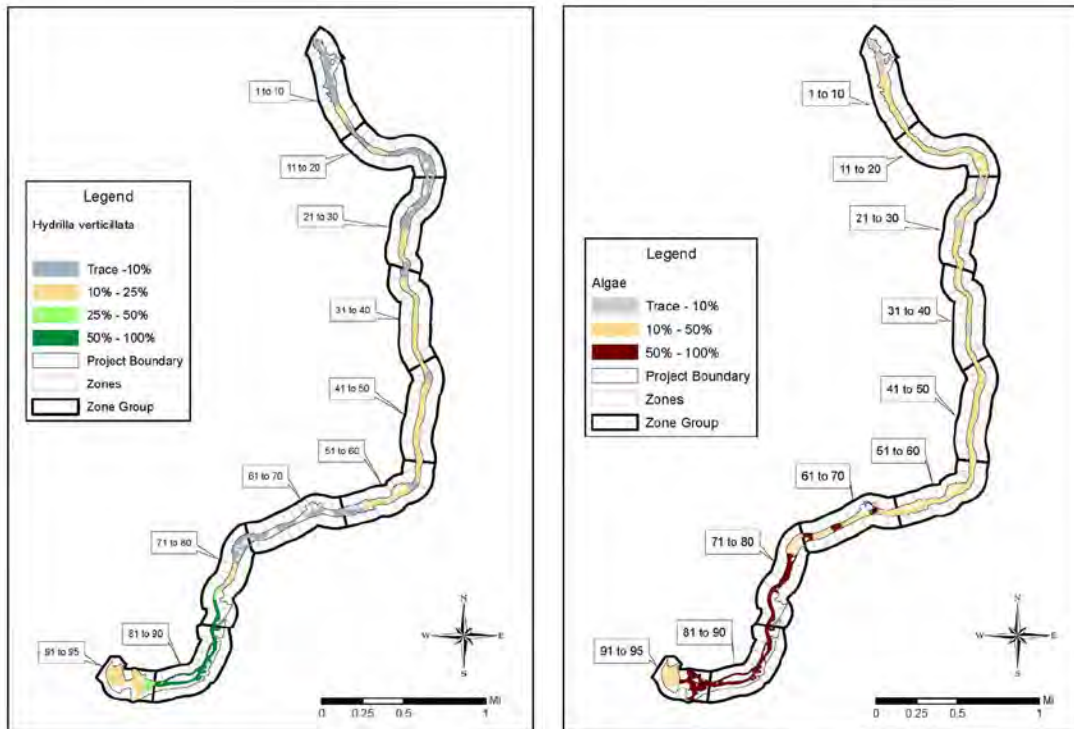 1 to 10
11 to 20
21 to 30
31 to 40
41 to 50
51 to 60
61 to 70
71 to 80
81 to 90
91 to 95
Legend
Hydrilla verticillata
Trace -10%
10% - 25%
25% - 50%
50% - 100%
Project Boundary
Zones
Zone Group
N
W E
S
Mi
0 0.25 0.5 1
1 to 10
11 to 20
21 to 30
31 to 40
41 to 50
51 to 60
61 to 70
71 to 80
81 to 90
91 to 95
Legend
Algae
Trace - 10%
10% - 50%
50% - 100%
Project Boundary
Zones
Zone Group
N
W E
S
Mi
0 0.25 0.5 1